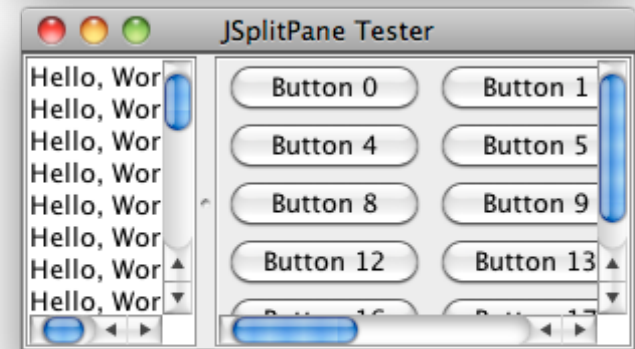 JSplitPane Tester
Hello, Wor
Hello, Wor
Hello, Wor
Hello, Wor
Hello, Wor
Hello, Wor
Hello, Wor
Hello, Wor
Button 0 Button 1
Button 4 Button 5
Button 8 Button 9
Button 12 Button 13